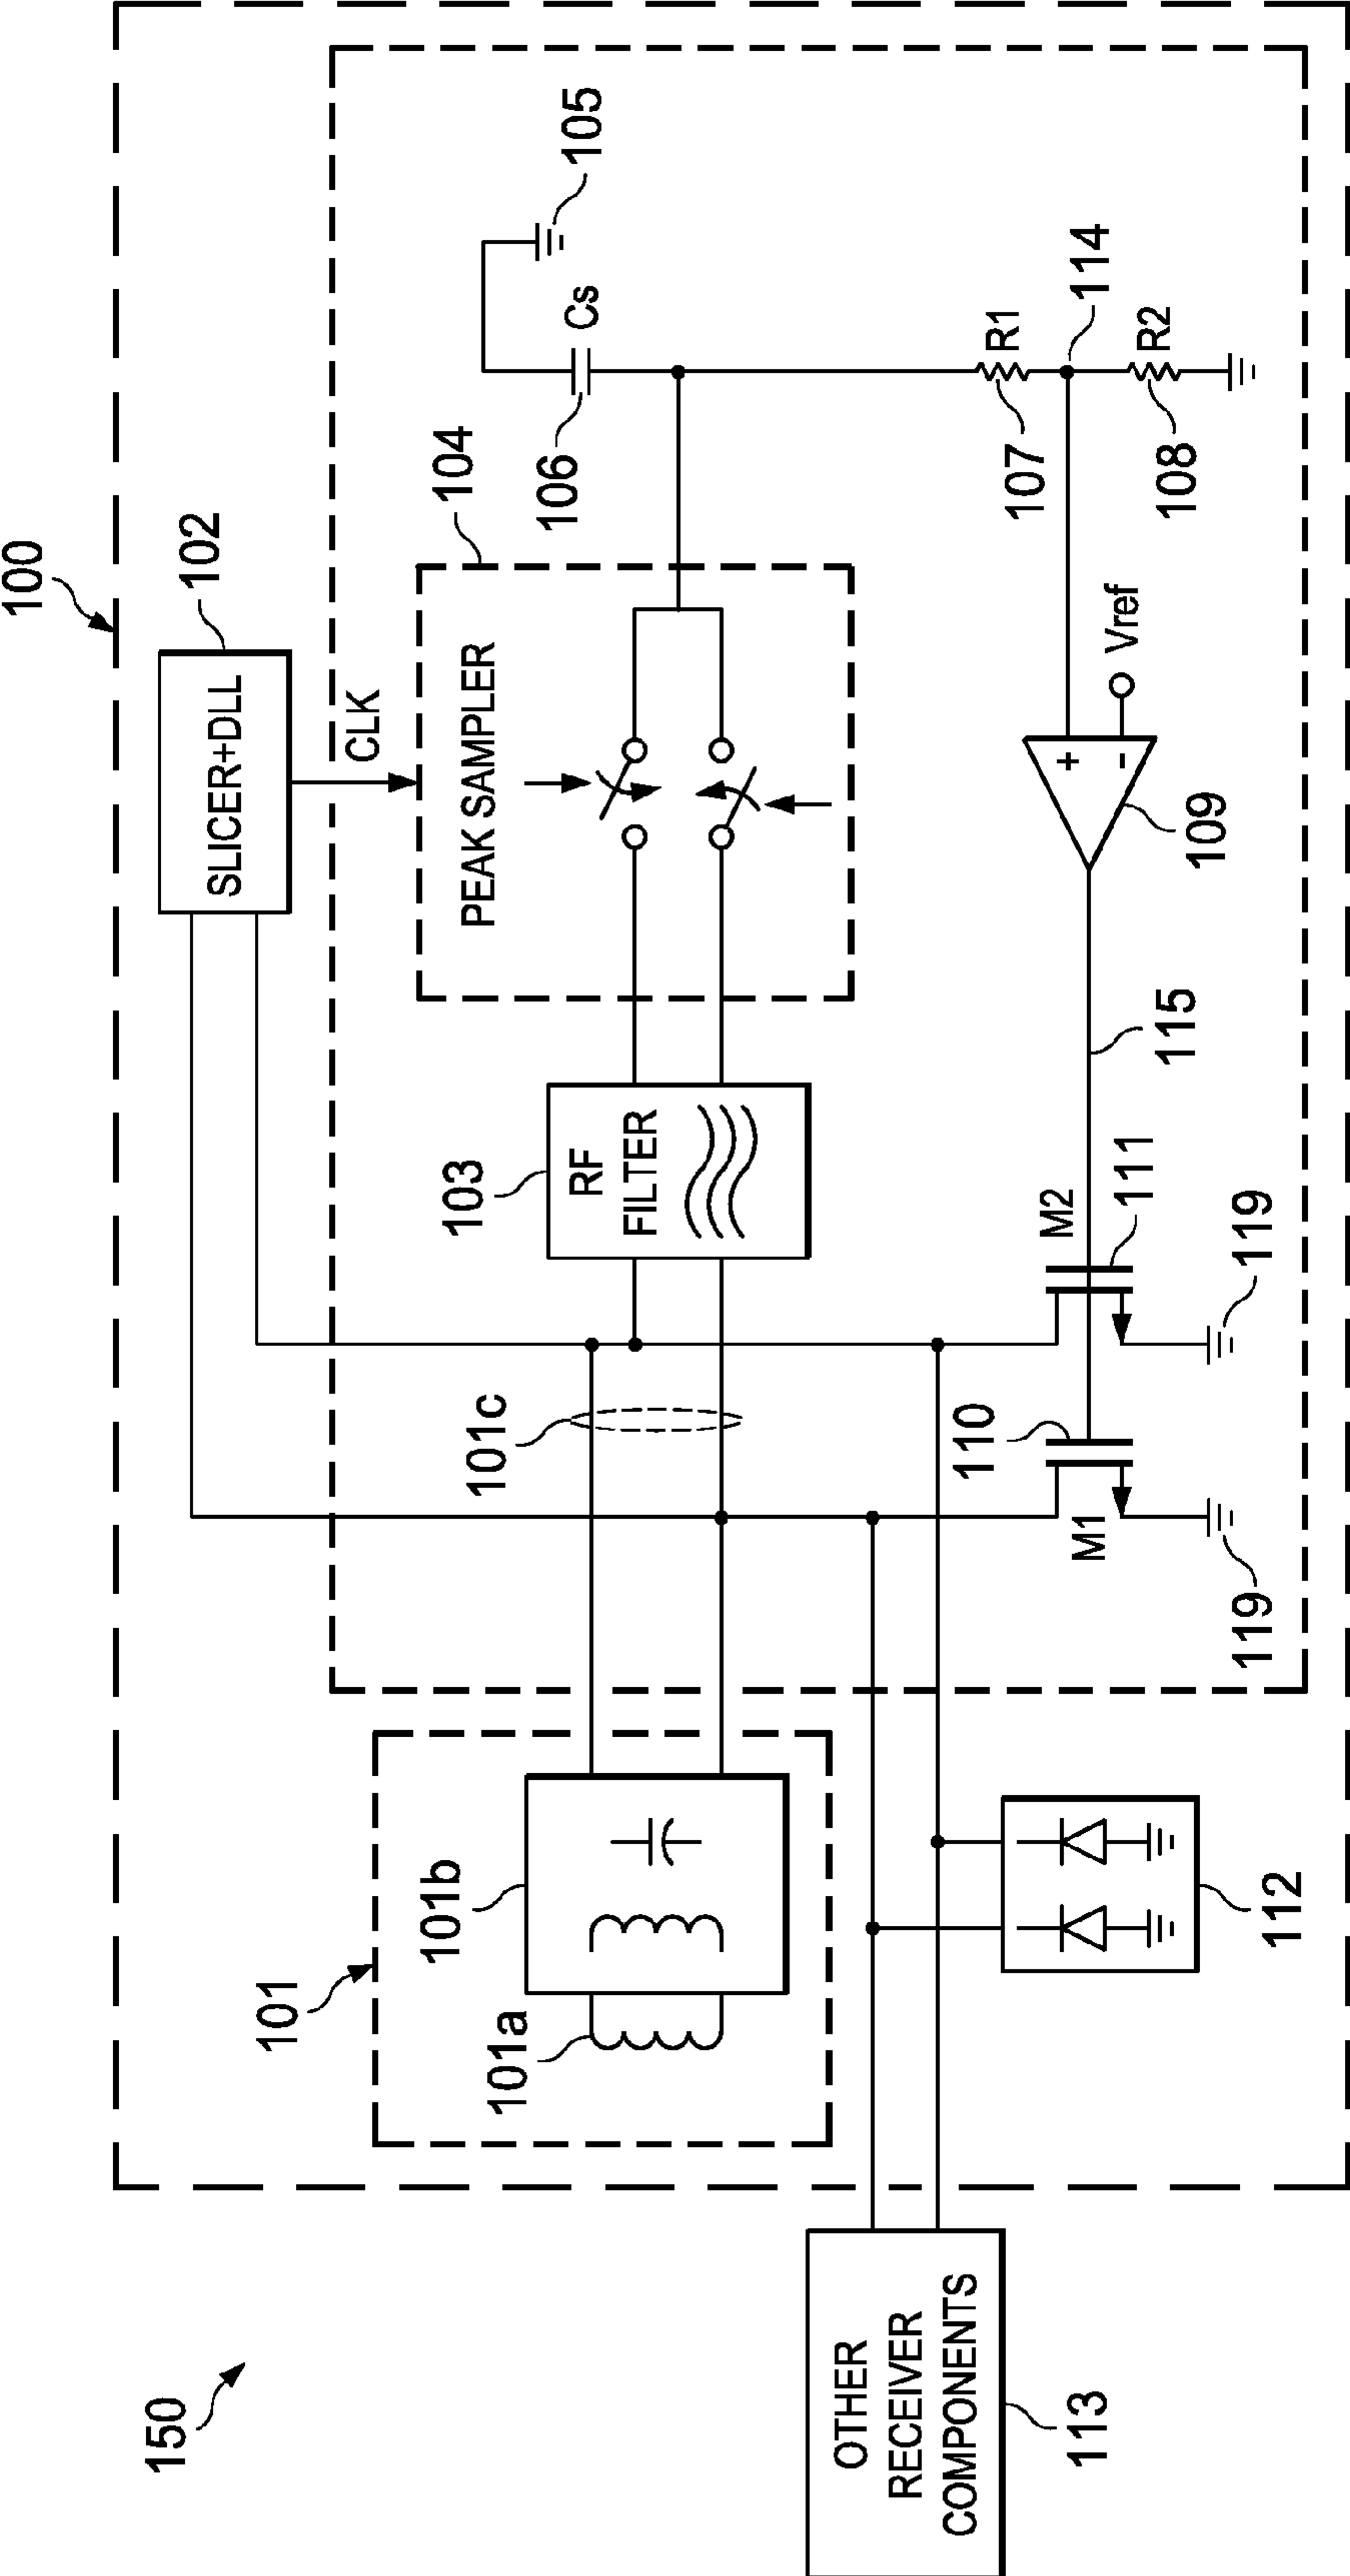 100
150
SLICER+DLL
102
CLK
101
101a
101b
101c
103
RF
FILTER
104
PEAK SAMPLER
105
106
Cs
R1
107
114
R2
108
Vref
+
-
109
115
M2
111
110
M1
119
119
112
OTHER
RECEIVER
COMPONENTS
113